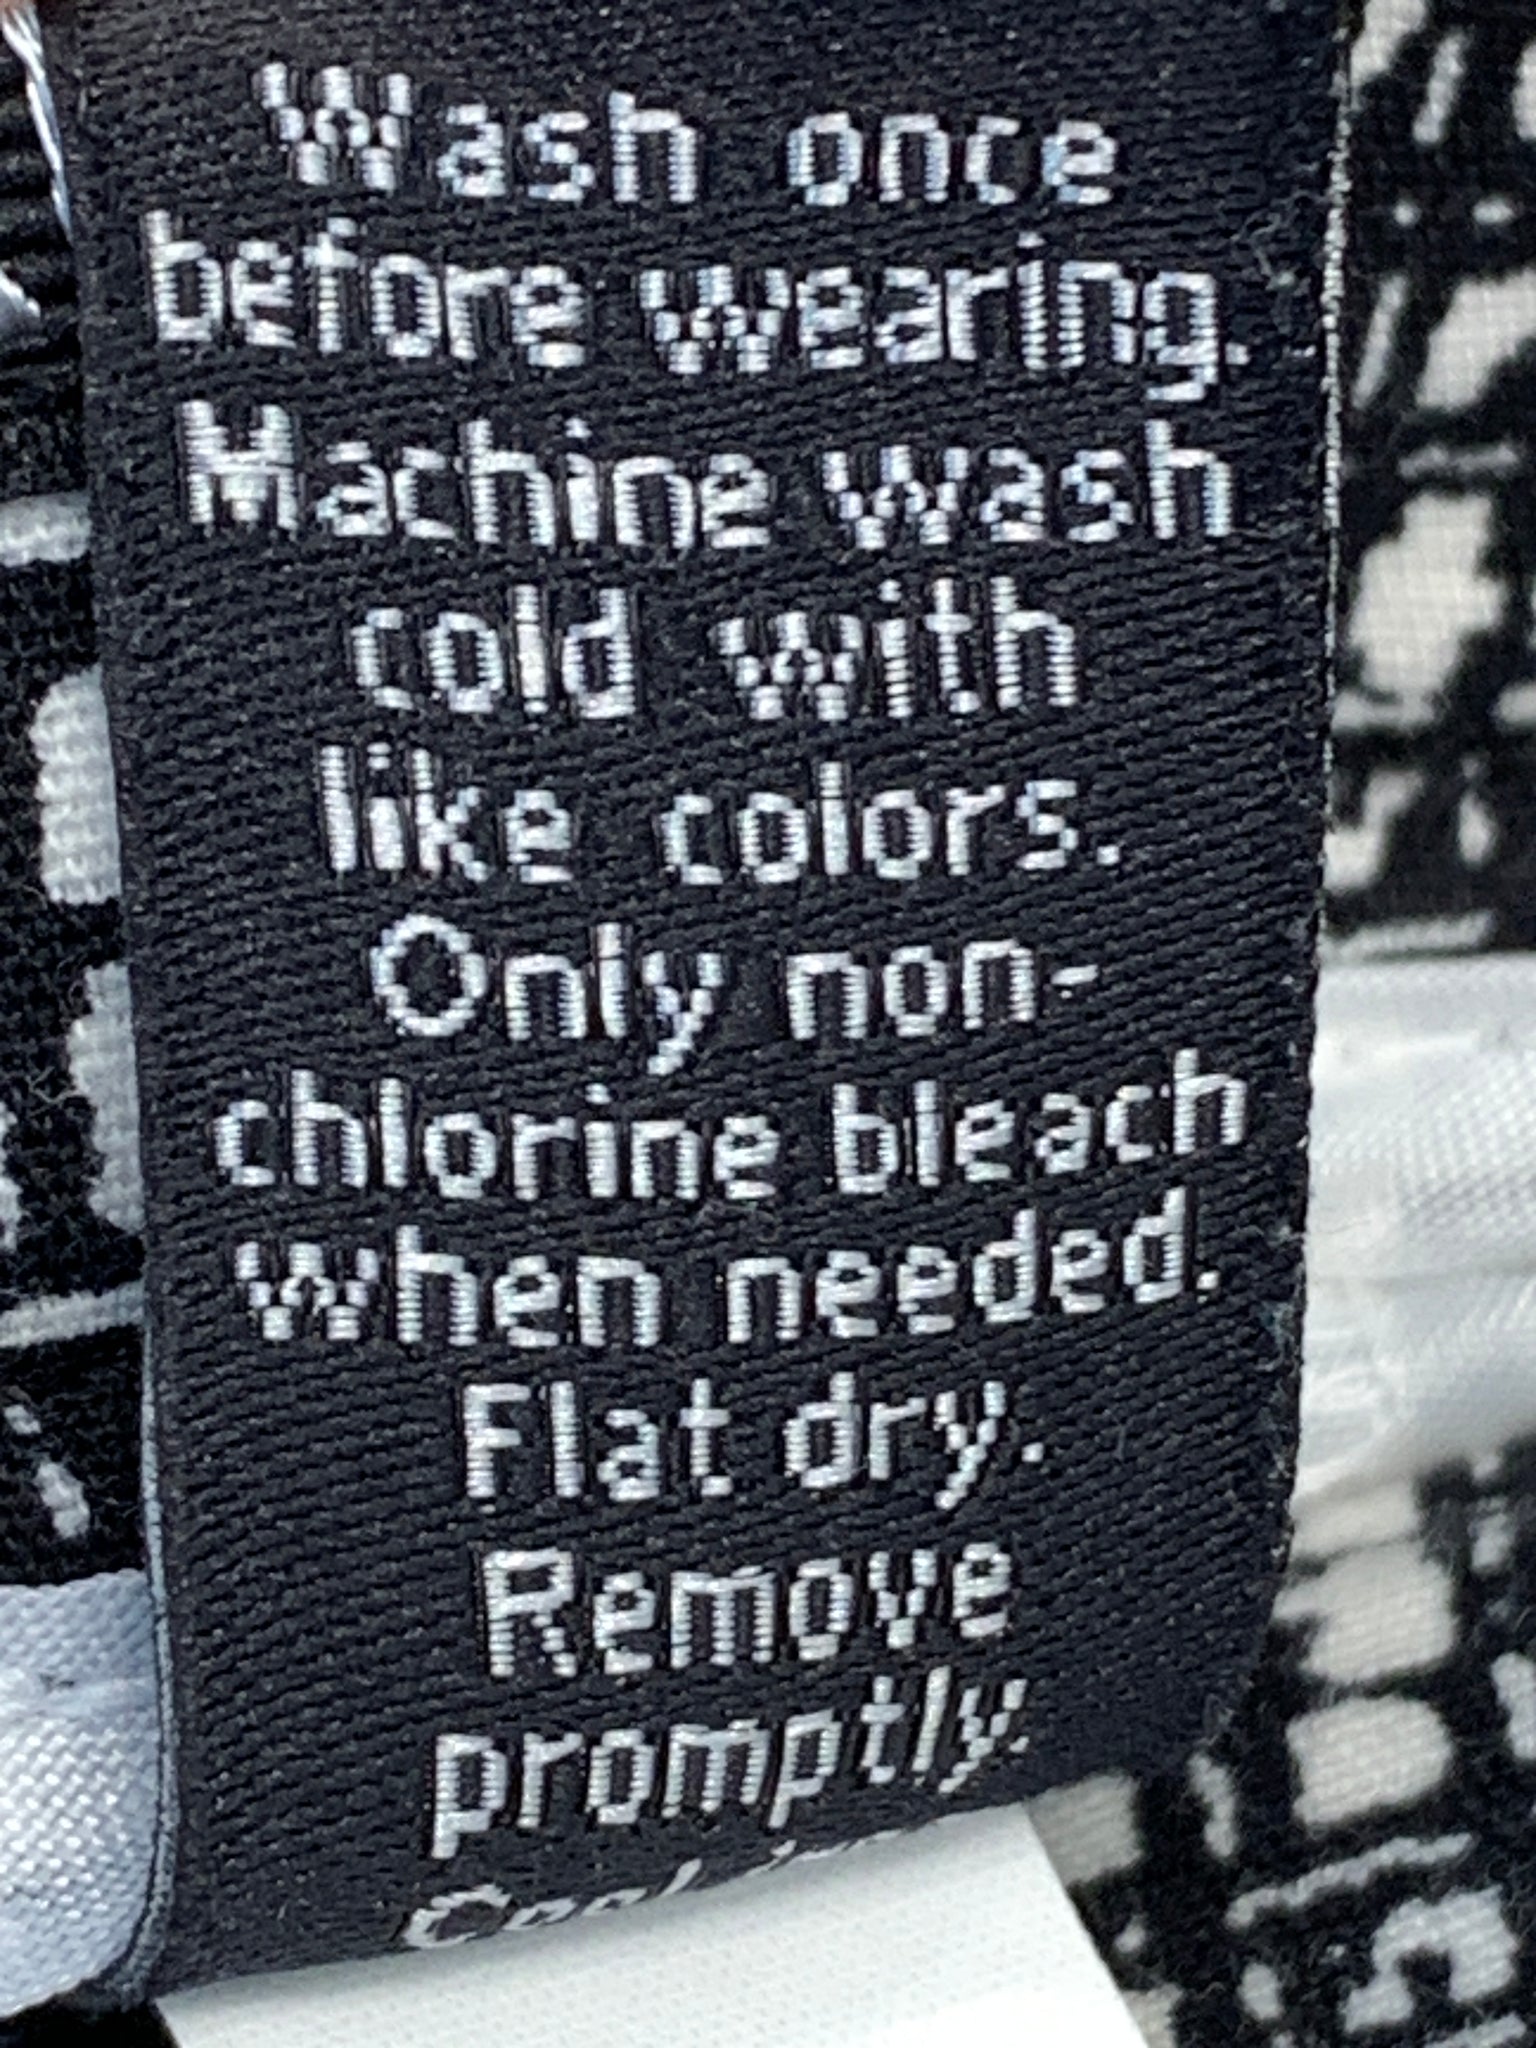 Wash once
before wearing.
Machine wash
cold with
like colors.
Only non-
chlorine bleach
when needed.
Flat dry.
Remove
promptly.